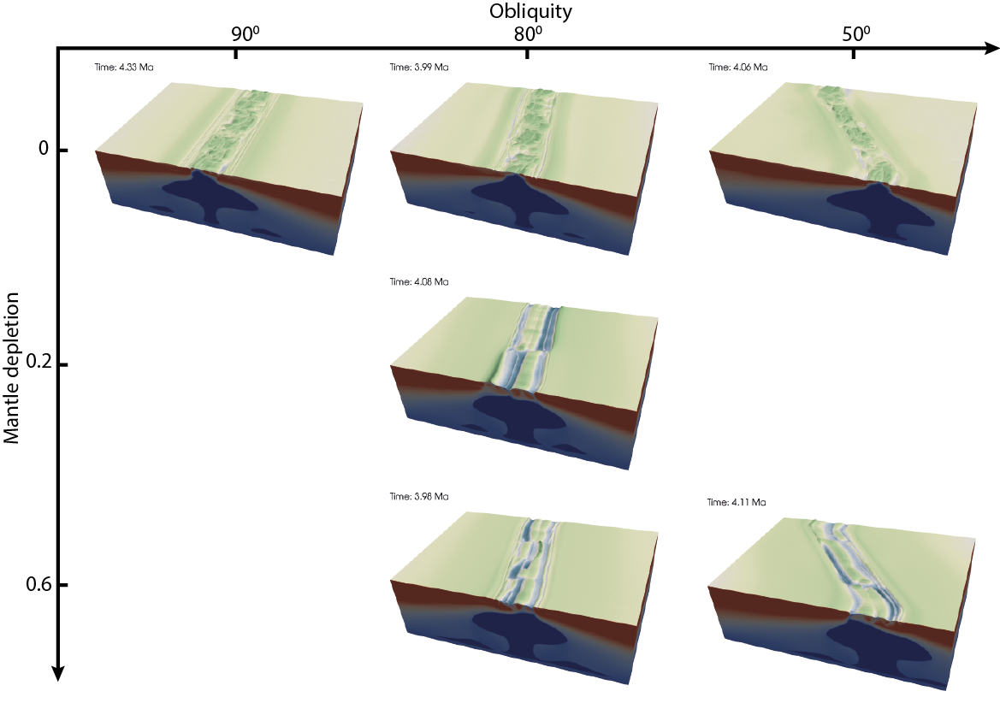 Obliquity
90⁰ 80⁰ 50⁰
Time: 4.33 Ma Time: 3.99 Ma Time: 4.06 Ma
0
Time: 4.08 Ma
Mantle depletion
0.2
Time: 3.98 Ma Time: 4.11 Ma
0.6